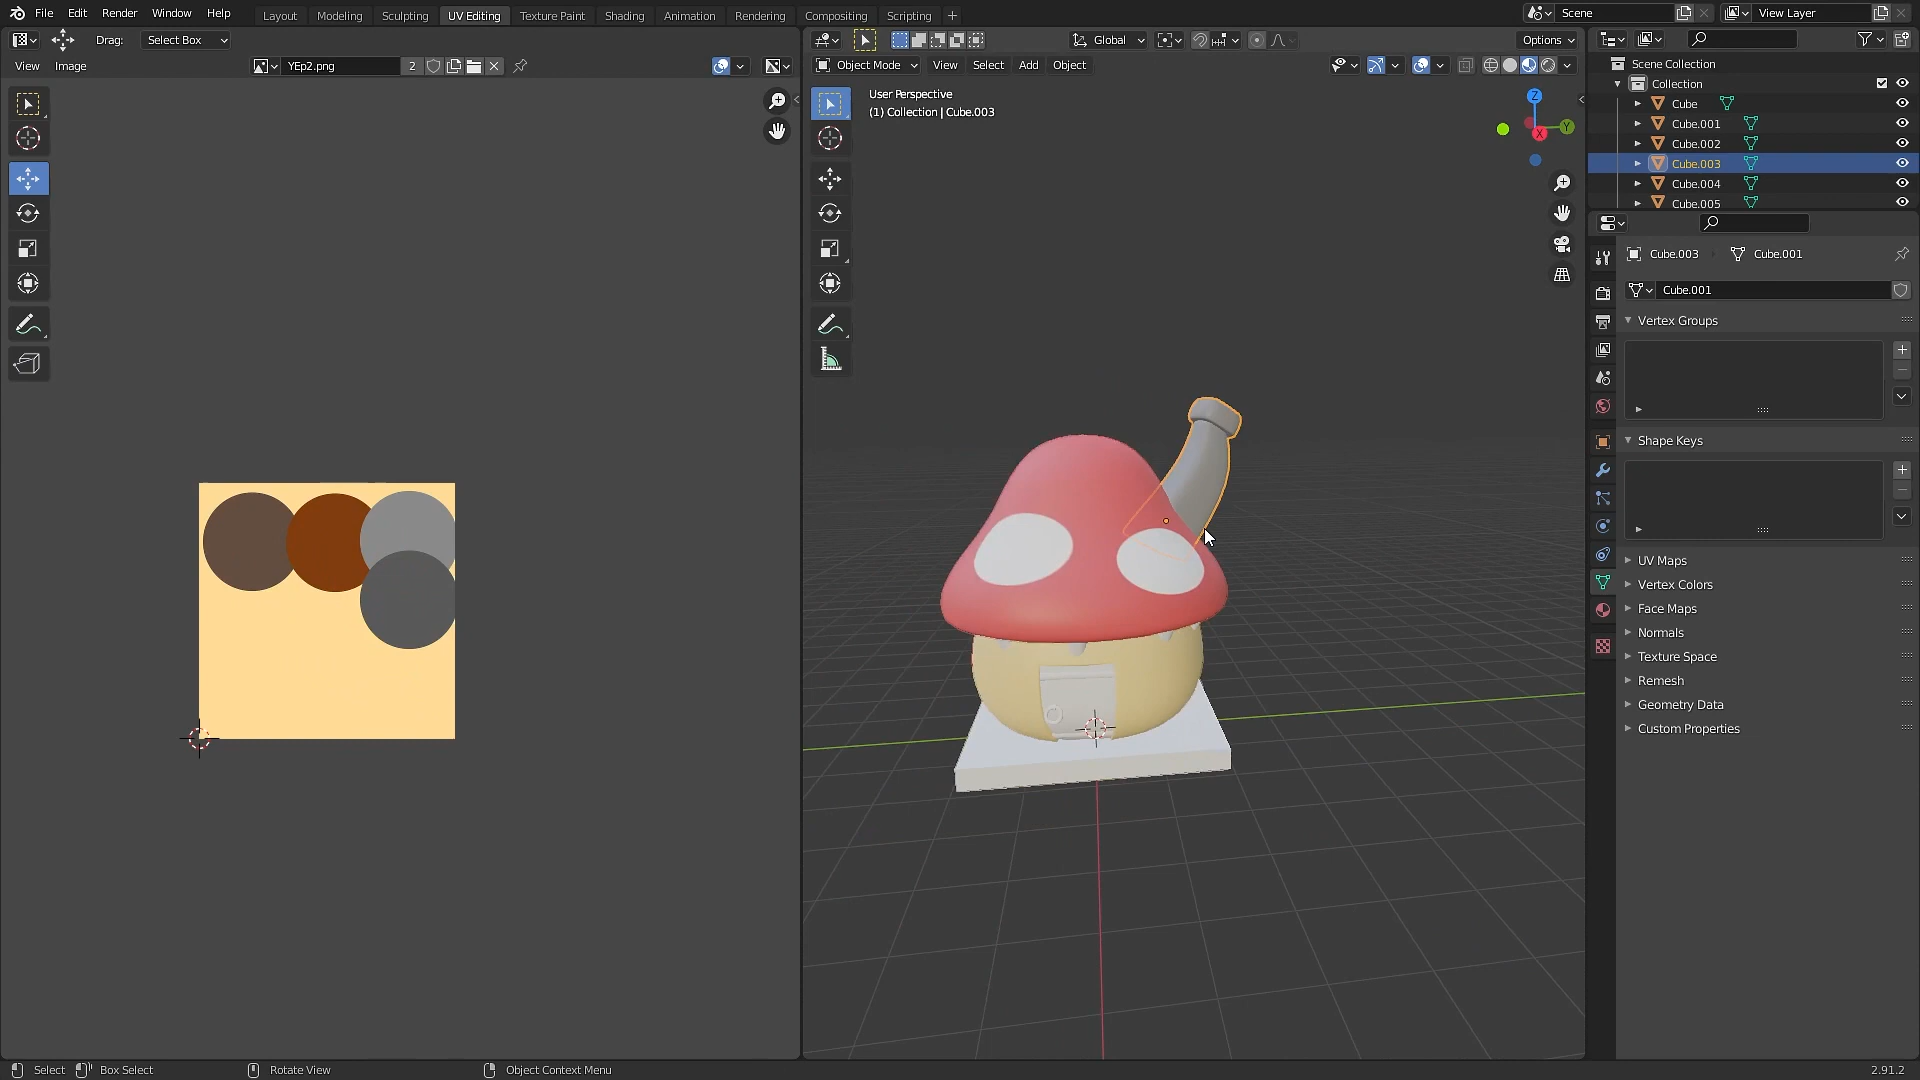 File Edit Render Window Help Layout Modeling Sculpting UV Editing Texture Paint Shading Animation Rendering Compositing Scripting + Scene View Layer
Drag: Select Box Global Options
View Image YEp2.png 2 Object Mode View Select Add Object
User Perspective
(1) Collection | Cube.003
Z
Y
X
Scene Collection
Collection
Cube
Cube.001
Cube.002
Cube.003
Cube.004
Cube.005
Cube.003 Cube.001
Cube.001
Vertex Groups
Shape Keys
UV Maps
Vertex Colors
Face Maps
Normals
Texture Space
Remesh
Geometry Data
Custom Properties
Select Box Select Rotate View Object Context Menu 2.91.2